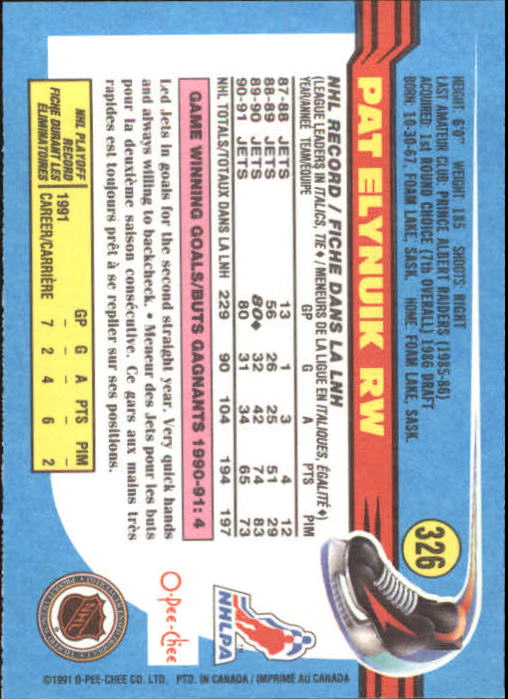 326
PAT ELYNUIK RW
HEIGHT: 6'0" WEIGHT: 185 SHOOTS: RIGHT
LAST AMATEUR CLUB: PRINCE ALBERT RAIDERS (1985-86)
ACQUIRED: 1st ROUND CHOICE (7th OVERALL) 1986 DRAFT
BORN: 10-30-67, FOAM LAKE, SASK. HOME: FOAM LAKE, SASK.
NHL RECORD / FICHE DANS LA LNH
(LEAGUE LEADERS IN ITALICS, TIE ♦ / MENEURS DE LA LIGUE EN ITALIQUES, ÉGALITÉ ♦)
YEAR/ANNÉE TEAM/EQUIPE GP G A PTS PIM
87-88 JETS 13 1 3 4 12
88-89 JETS 56 26 25 51 29
89-90 JETS 80♦ 32 42 74 83
90-91 JETS 80 31 34 65 73
NHL TOTALS/TOTAUX DANS LA LNH 229 90 104 194 197
GAME WINNING GOALS/BUTS GAGNANTS 1990-91: 4
Led Jets in goals for the second straight year. Very quick hands
and always willing to backcheck. • Meneur des Jets pour les buts
pour la deuxième saison consécutive. Ce gars aux mains très
rapides est toujours prêt à se replier sur ses positions.
NHL PLAYOFF
RECORD
FICHE DURANT LES
ÉLIMINATOIRES
GP G A PTS PIM
1991 – – – – –
CAREER/CARRIÈRE 7 2 4 6 2
NHLPA
TM
O-Pee-Chee
NHL
©1991 O-PEE-CHEE CO. LTD. PTD. IN CANADA / IMPRIMÉ AU CANADA